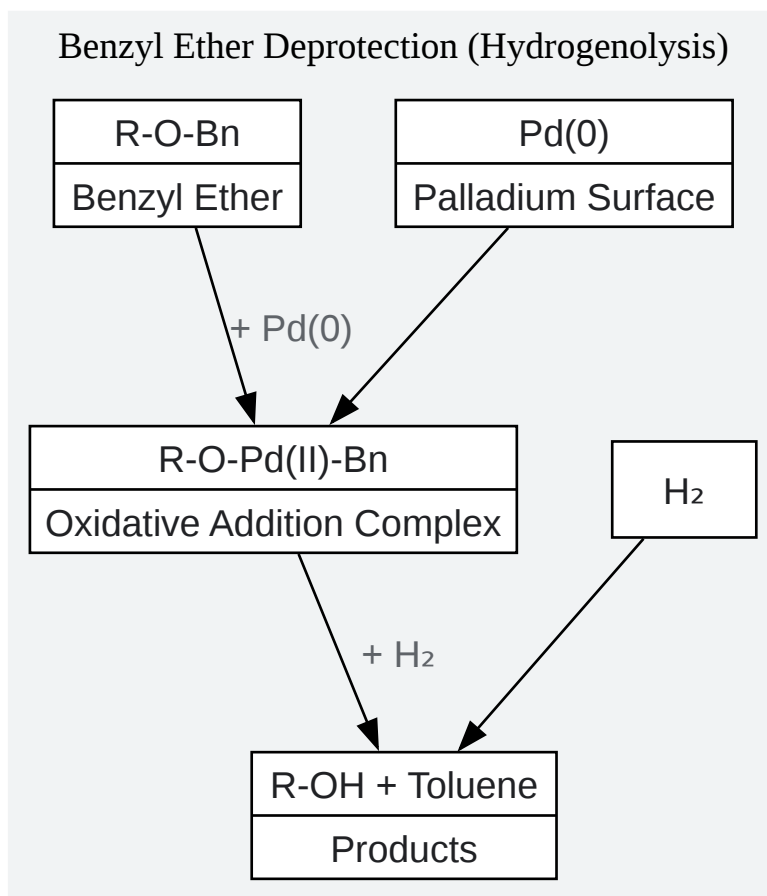 Benzyl Ether Deprotection (Hydrogenolysis)
R-O-Bn
Benzyl Ether
Pd(0)
Palladium Surface
+ Pd(0)
R-O-Pd(II)-Bn
Oxidative Addition Complex
H₂
+ H₂
R-OH + Toluene
Products